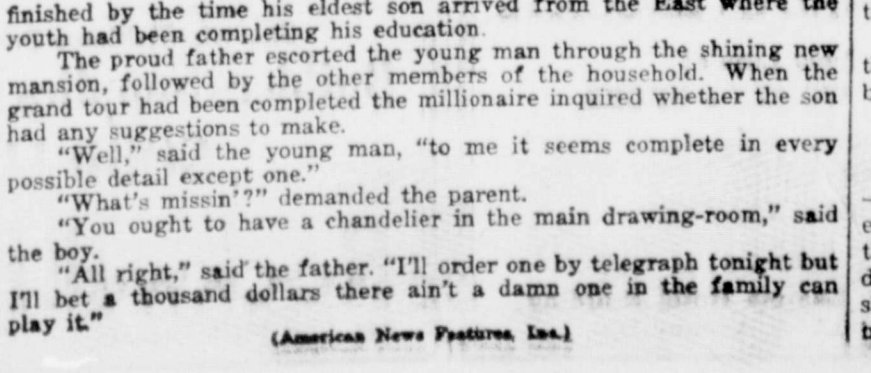 finished by the time his eldest son arrived from the East where the
youth had been completing his education.
The proud father escorted the young man through the shining new
mansion, followed by the other members of the household. When the
grand tour had been completed the millionaire inquired whether the son
had any suggestions to make.
"Well," said the young man, "to me it seems complete in every
possible detail except one."
"What's missin'?" demanded the parent.
"You ought to have a chandelier in the main drawing-room," said
the boy.
"All right," said the father. "I'll order one by telegraph tonight but
I'll bet a thousand dollars there ain't a damn one in the family can
play it."
(American News Features, Inc.)